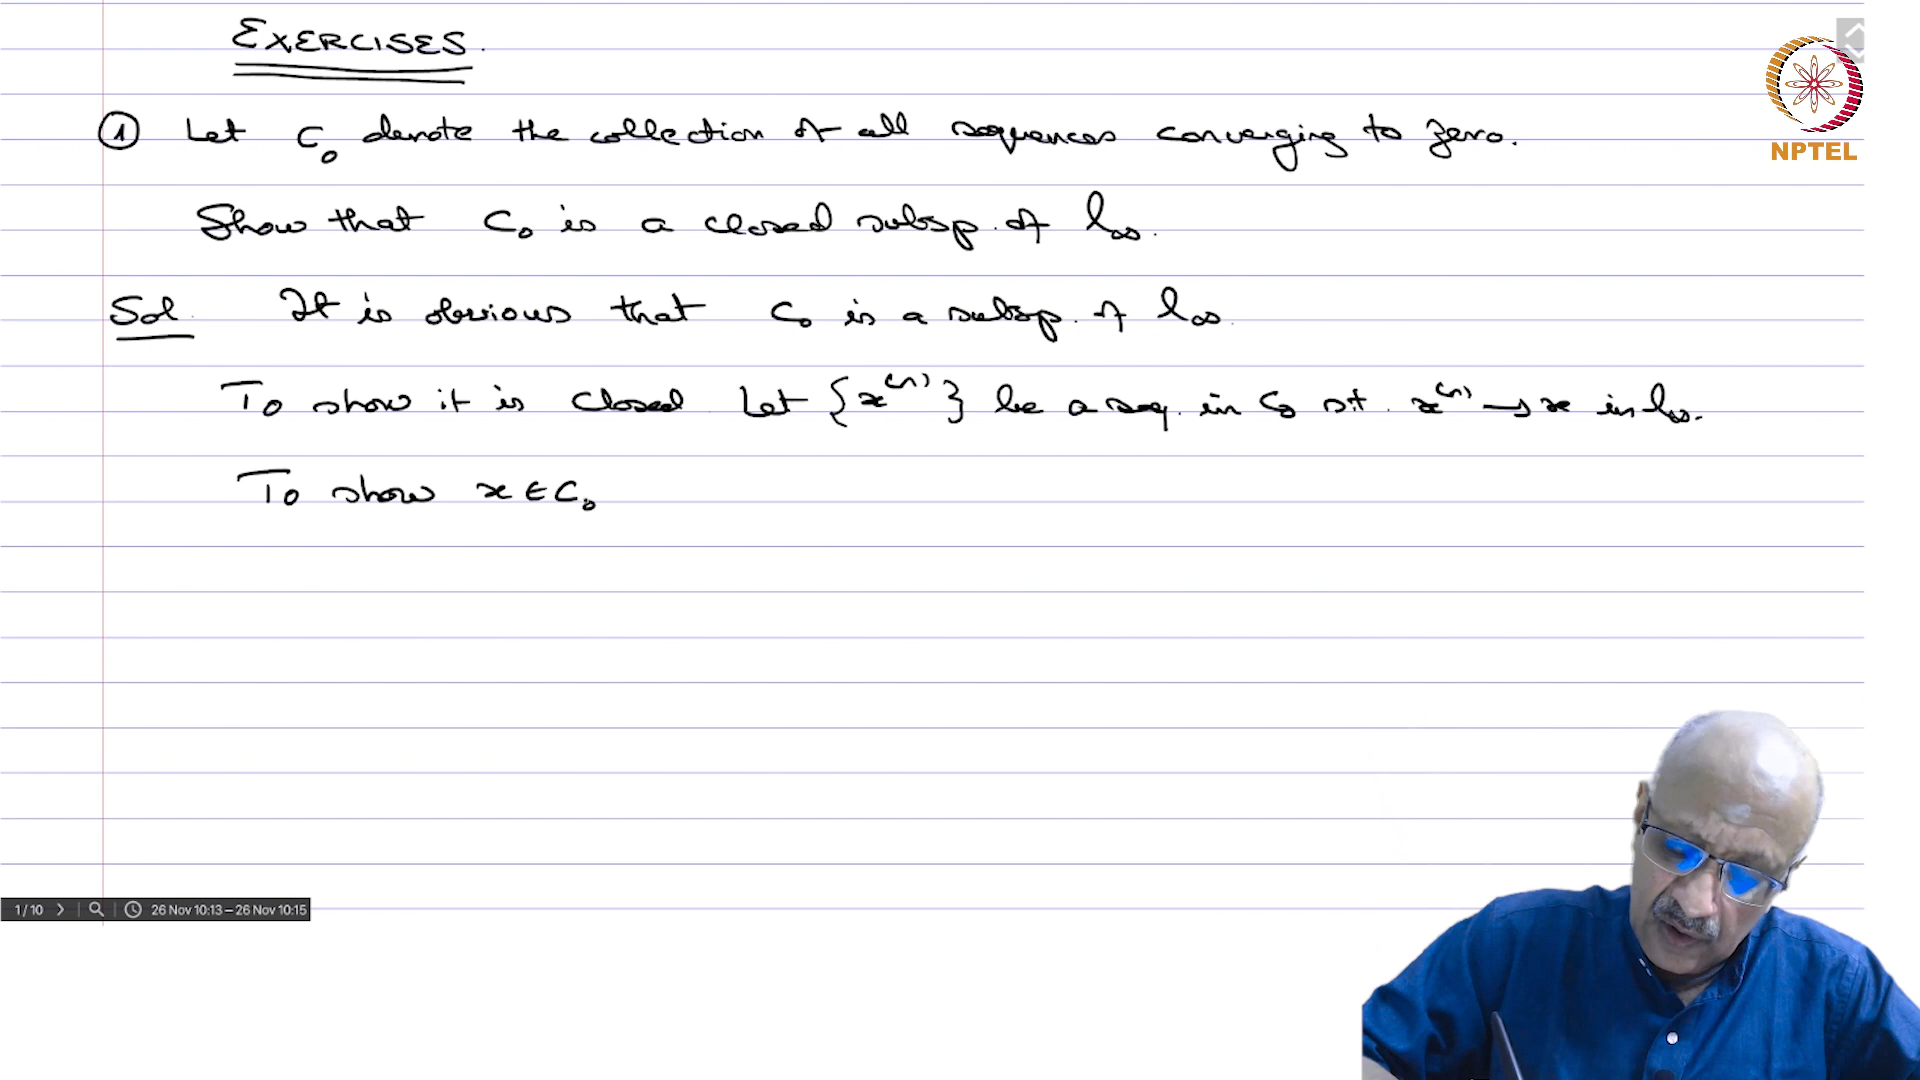 EXERCISES.
① Let C₀ denote the collection of all sequences converging to zero.
Show that C₀ is a closed subsp. of l∞.
Sol. It is obvious that C₀ is a subsp. of l∞.
To show it is closed. Let {x⁽ⁿ⁾} be a seq. in C₀ s.t. x⁽ⁿ⁾ → x in l∞.
To show x ∈ C₀
NPTEL
1/10 26 Nov 10:13 – 26 Nov 10:15